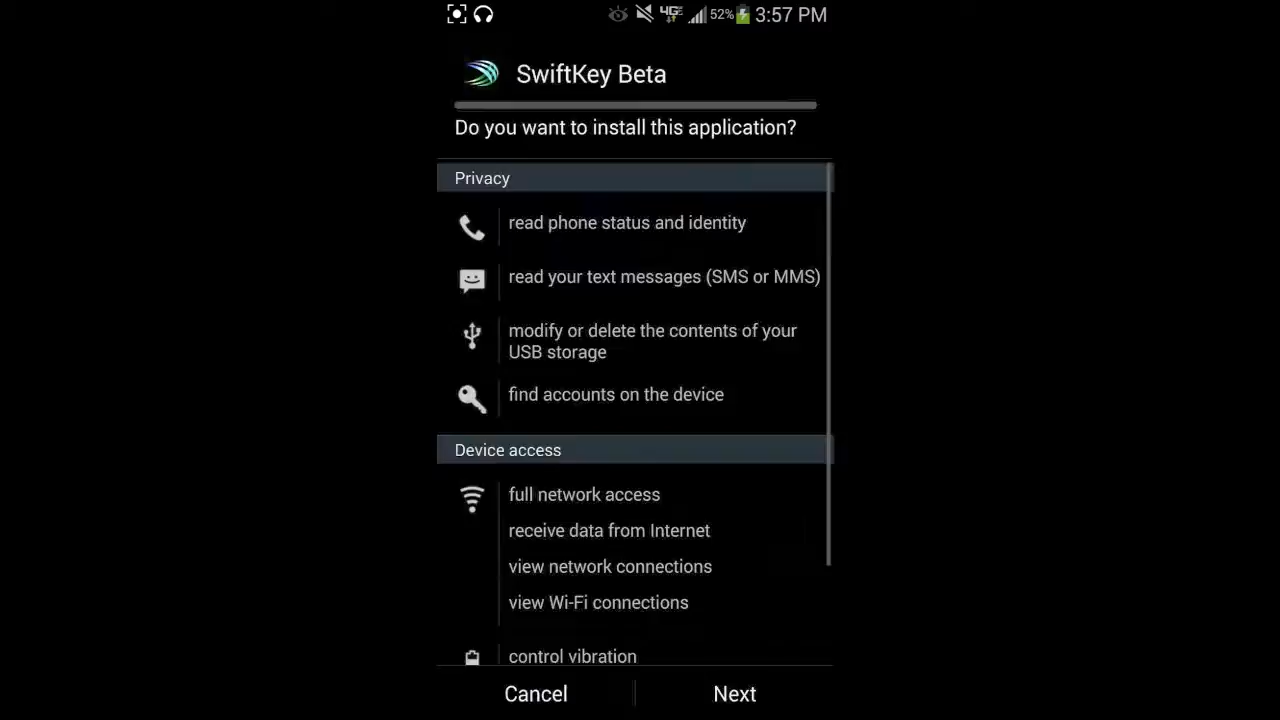 4G 52% 3:57 PM
SwiftKey Beta
Do you want to install this application?
Privacy
read phone status and identity
read your text messages (SMS or MMS)
modify or delete the contents of your
USB storage
find accounts on the device
Device access
full network access
receive data from Internet
view network connections
view Wi-Fi connections
control vibration
Cancel Next